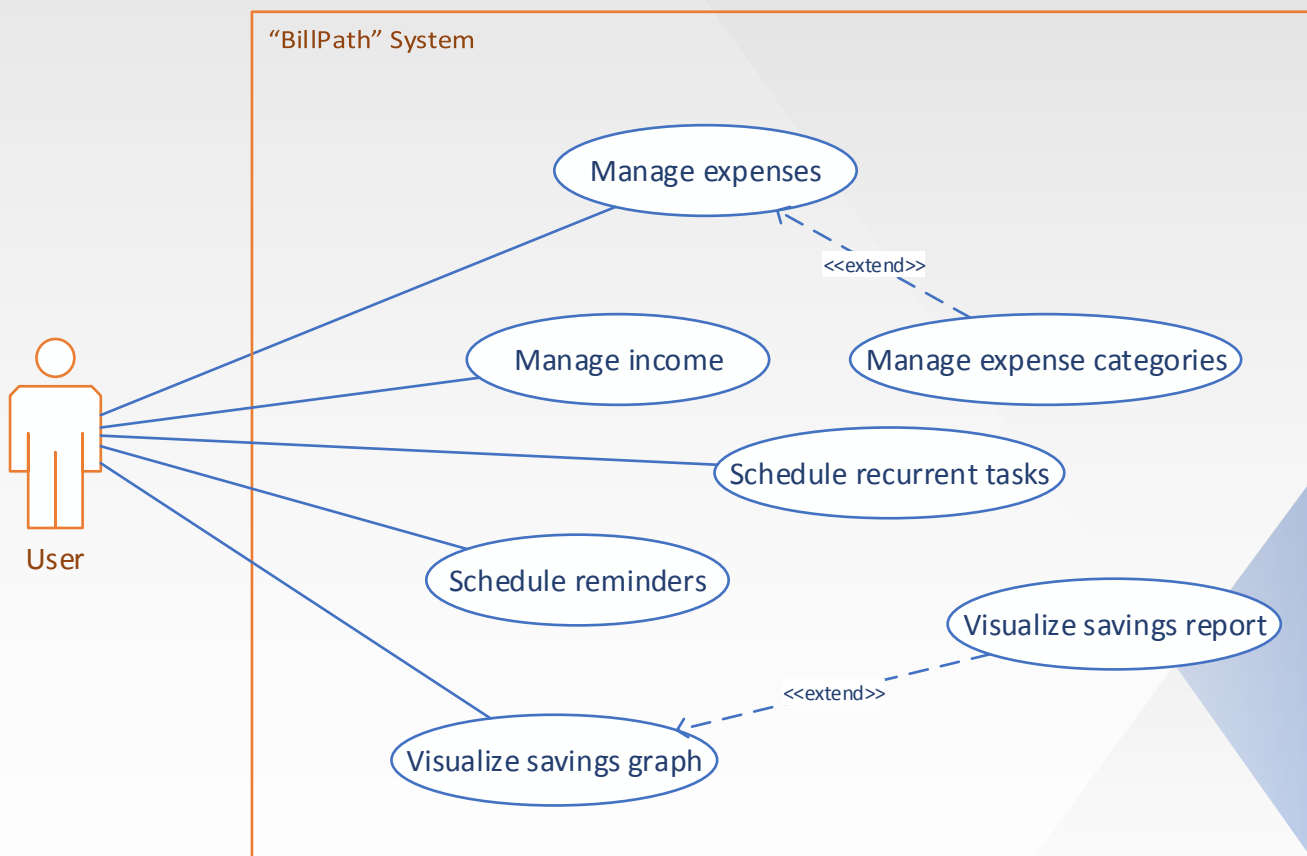 “BillPath” System
Manage expenses
<<extend>>
Manage income
Manage expense categories
Schedule recurrent tasks
User
Schedule reminders
Visualize savings report
<<extend>>
Visualize savings graph